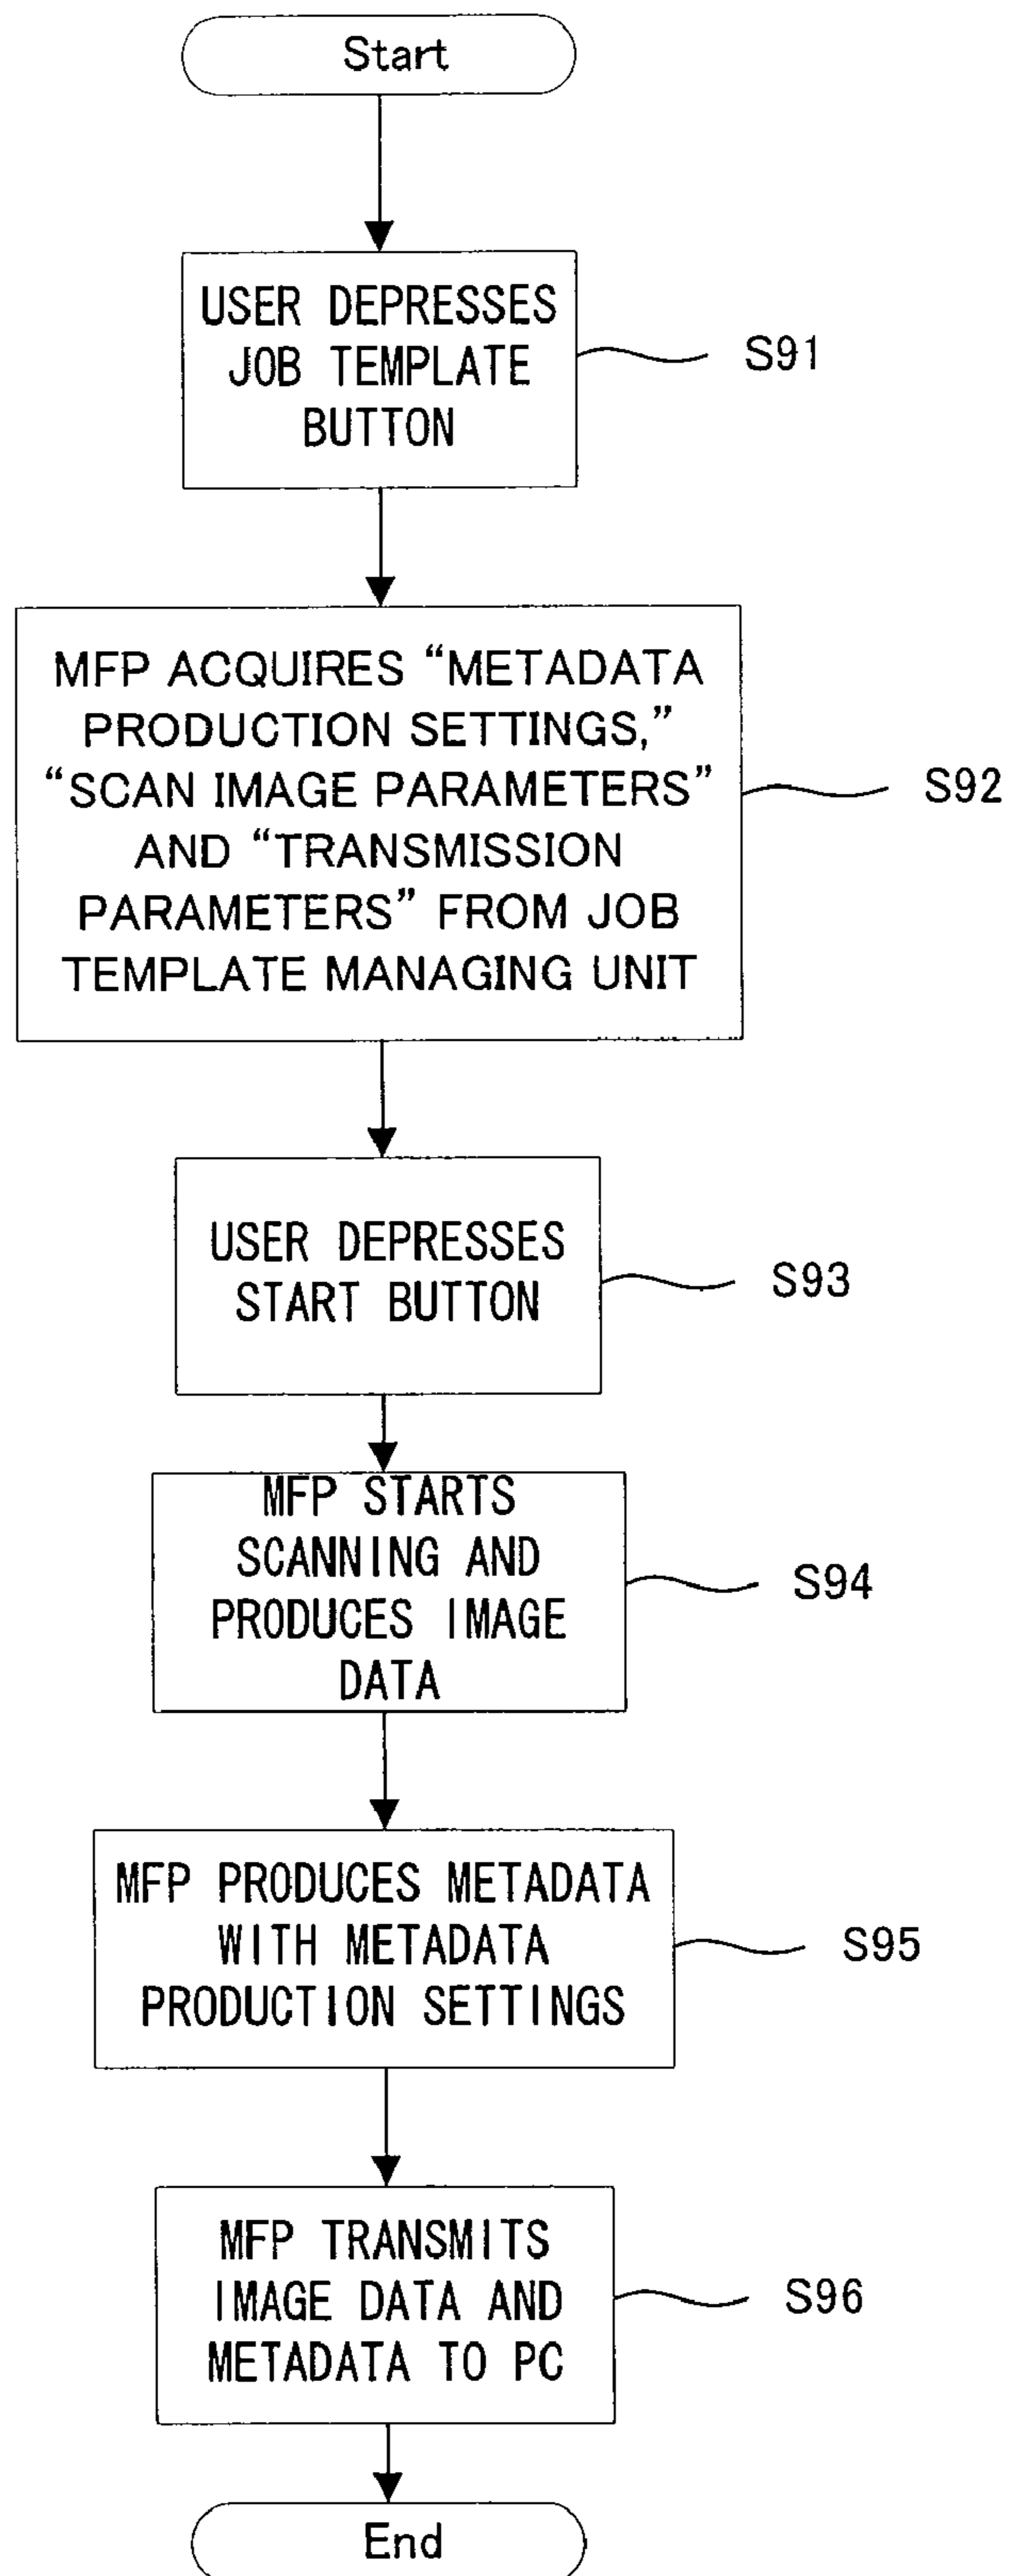 Start
USER DEPRESSES
JOB TEMPLATE
BUTTON
S91
MFP ACQUIRES “METADATA
PRODUCTION SETTINGS,”
“SCAN IMAGE PARAMETERS”
AND “TRANSMISSION
PARAMETERS” FROM JOB
TEMPLATE MANAGING UNIT
S92
USER DEPRESSES
START BUTTON
S93
MFP STARTS
SCANNING AND
PRODUCES IMAGE
DATA
S94
MFP PRODUCES METADATA
WITH METADATA
PRODUCTION SETTINGS
S95
MFP TRANSMITS
IMAGE DATA AND
METADATA TO PC
S96
End